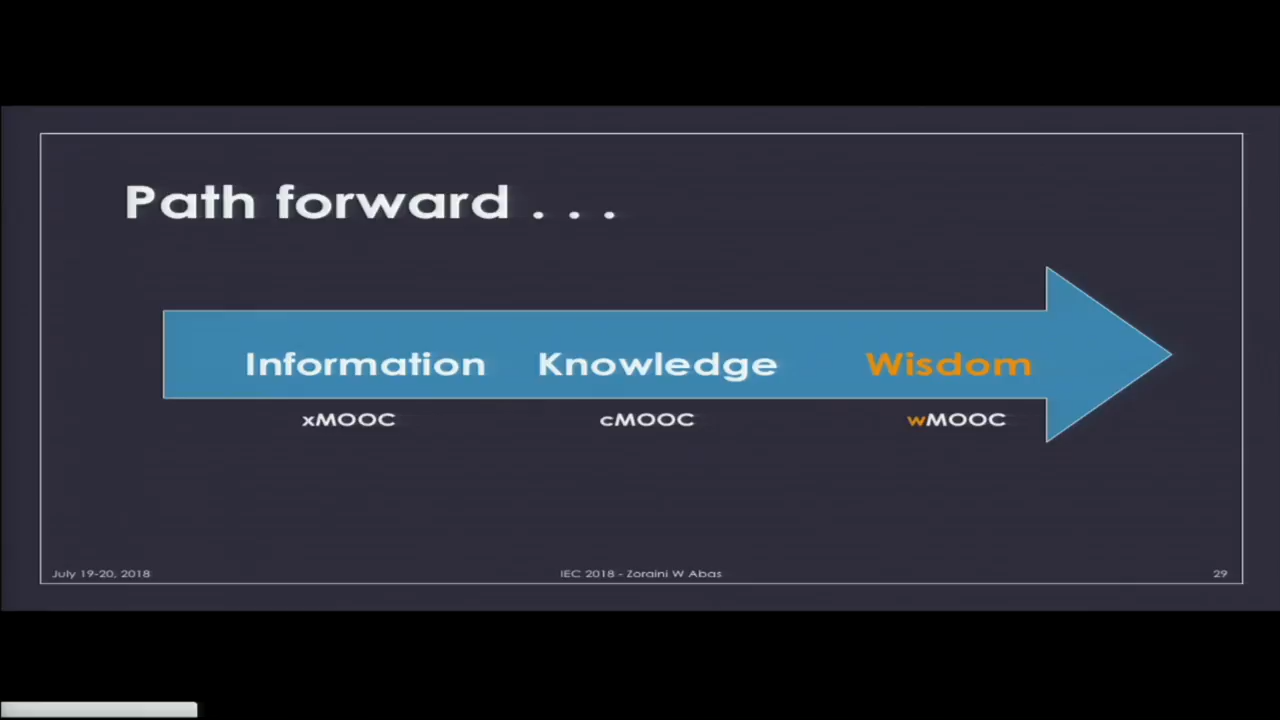 Path forward . . .
Information Knowledge Wisdom
xMOOC cMOOC wMOOC
July 19-20, 2018 IEC 2018 - Zoraini W Abas 29